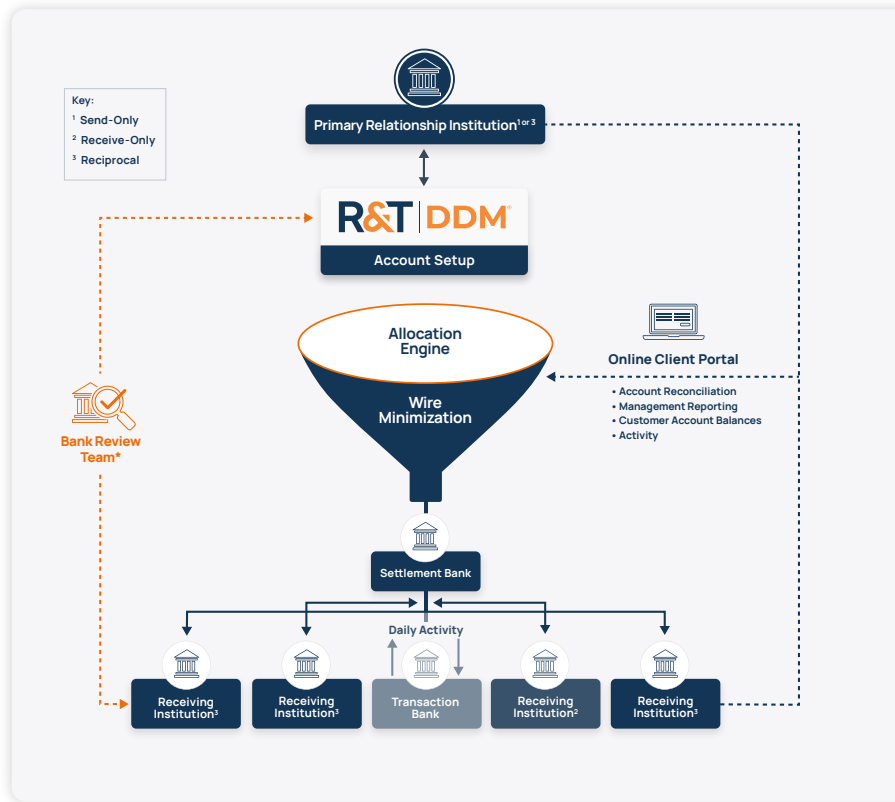 Key:
¹ Send-Only
² Receive-Only
³ Reciprocal
Primary Relationship Institution¹ ᵒʳ ³
R&T | DDM®
Account Setup
Allocation
Engine
Wire
Minimization
Online Client Portal
• Account Reconciliation
• Management Reporting
• Customer Account Balances
• Activity
Bank Review
Team*
Settlement Bank
Daily Activity
Receiving
Institution³
Receiving
Institution³
Transaction
Bank
Receiving
Institution²
Receiving
Institution³